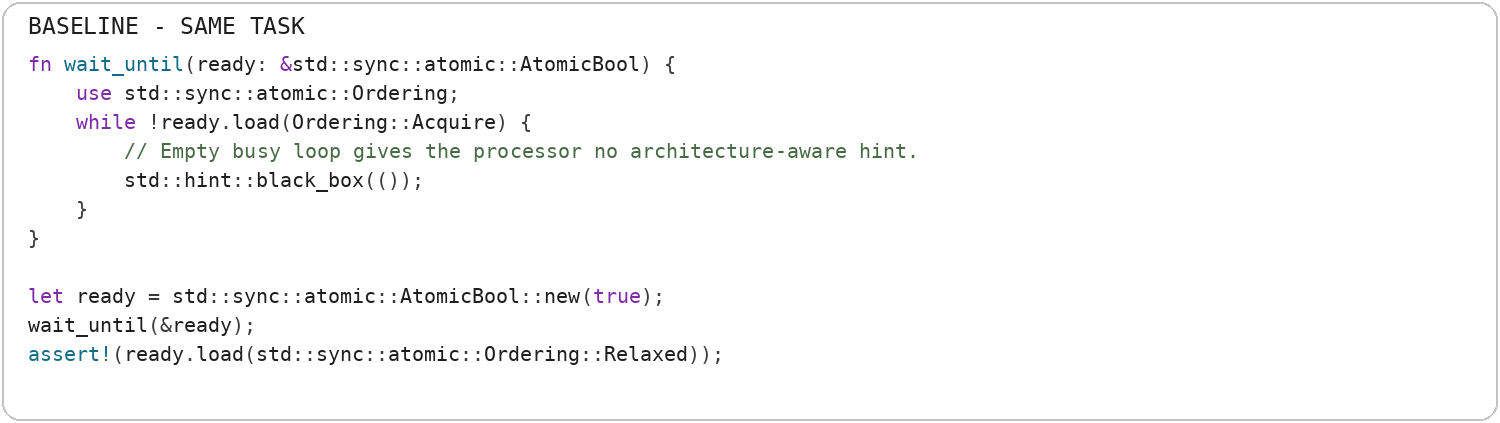 BASELINE - SAME TASK
fn wait_until(ready: &std::sync::atomic::AtomicBool) {
    use std::sync::atomic::Ordering;
    while !ready.load(Ordering::Acquire) {
        // Empty busy loop gives the processor no architecture-aware hint.
        std::hint::black_box(());
    }
}

let ready = std::sync::atomic::AtomicBool::new(true);
wait_until(&ready);
assert!(ready.load(std::sync::atomic::Ordering::Relaxed));